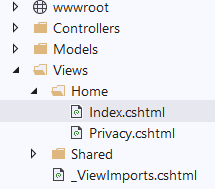 wwwroot
Controllers
Models
Views
Home
Index.cshtml
Privacy.cshtml
Shared
_ViewImports.cshtml